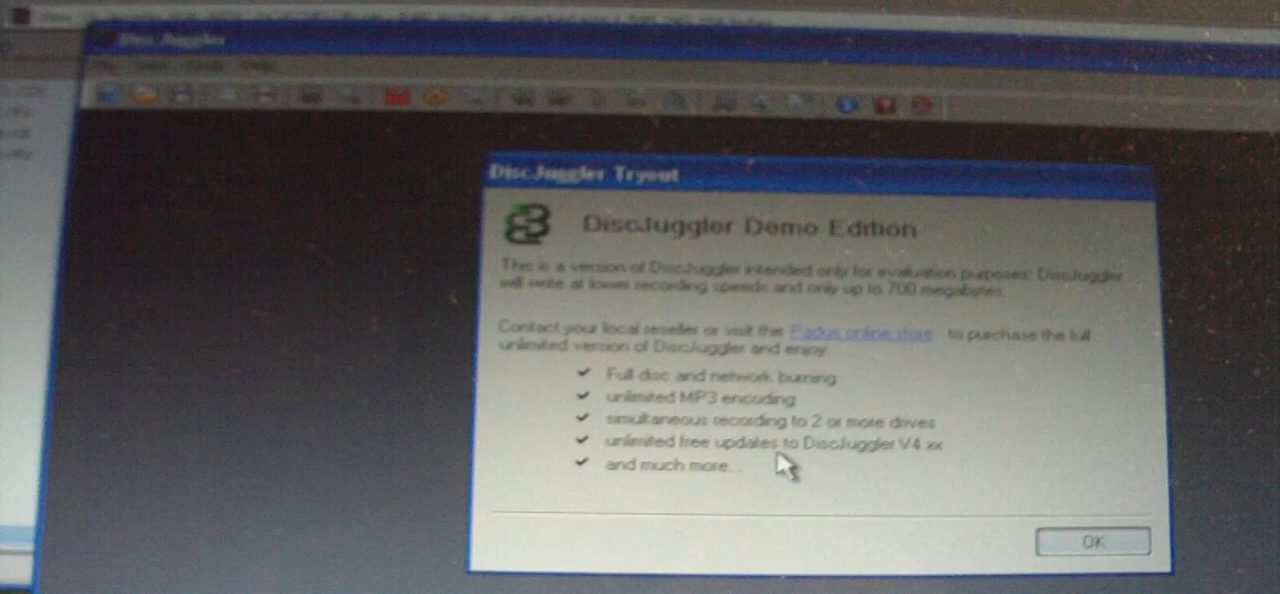 Disc Juggler
DiscJuggler Tryout
DiscJuggler Demo Edition
This is a version of DiscJuggler intended only for evaluation purposes: DiscJuggler
will write at lower recording speeds and only up to 700 megabytes.
Contact your local reseller or visit the Padus online store to purchase the full
unlimited version of DiscJuggler and enjoy:
Full disc and network burning
unlimited MP3 encoding
simultaneous recording to 2 or more drives
unlimited free updates to DiscJuggler V4.xx
and much more...
OK